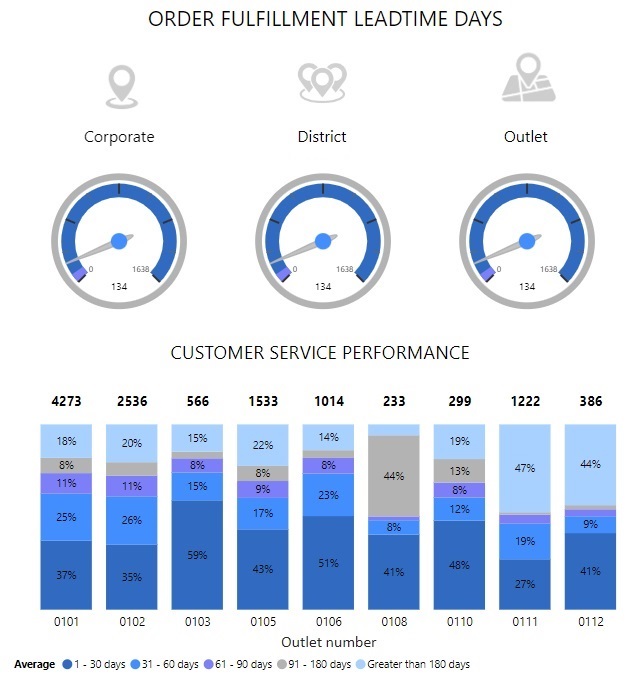 ORDER FULFILLMENT LEADTIME DAYS
Corporate District Outlet
0 1638 0 1638 0 1638
134 134 134
CUSTOMER SERVICE PERFORMANCE
4273 2536 566 1533 1014 233 299 1222 386
18% 20% 15% 22% 14% 44% 19% 47% 44%
8% 11% 8% 8% 8% 8% 13% 19% 9%
11% 26% 15% 9% 23% 41% 8% 27% 41%
25% 35% 59% 17% 51% 12%
37% 43% 48%
0101 0102 0103 0105 0106 0108 0110 0111 0112
Outlet number
Average 1 - 30 days 31 - 60 days 61 - 90 days 91 - 180 days Greater than 180 days